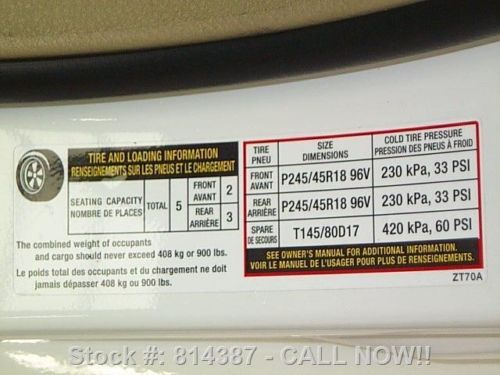 TIRE AND LOADING INFORMATION
RENSEIGNEMENTS SUR LES PNEUS ET LE CHARGEMENT
SEATING CAPACITY
NOMBRE DE PLACES
TOTAL 5
FRONT
AVANT 2
REAR
ARRIÈRE 3
The combined weight of occupants
and cargo should never exceed 408 kg or 900 lbs.
Le poids total des occupants et du chargement ne doit
jamais dépasser 408 kg ou 900 lbs.
TIRE
PNEU
SIZE
DIMENSIONS
COLD TIRE PRESSURE
PRESSION DES PNEUS À FROID
FRONT
AVANT
P245/45R18 96V
230 kPa, 33 PSI
REAR
ARRIÈRE
P245/45R18 96V
230 kPa, 33 PSI
SPARE
DE SECOURS
T145/80D17
420 kPa, 60 PSI
SEE OWNER'S MANUAL FOR ADDITIONAL INFORMATION.
VOIR LE MANUEL DE L'USAGER POUR PLUS DE RENSEIGNEMENTS.
ZT70A
Stock #: 814387 - CALL NOW!!